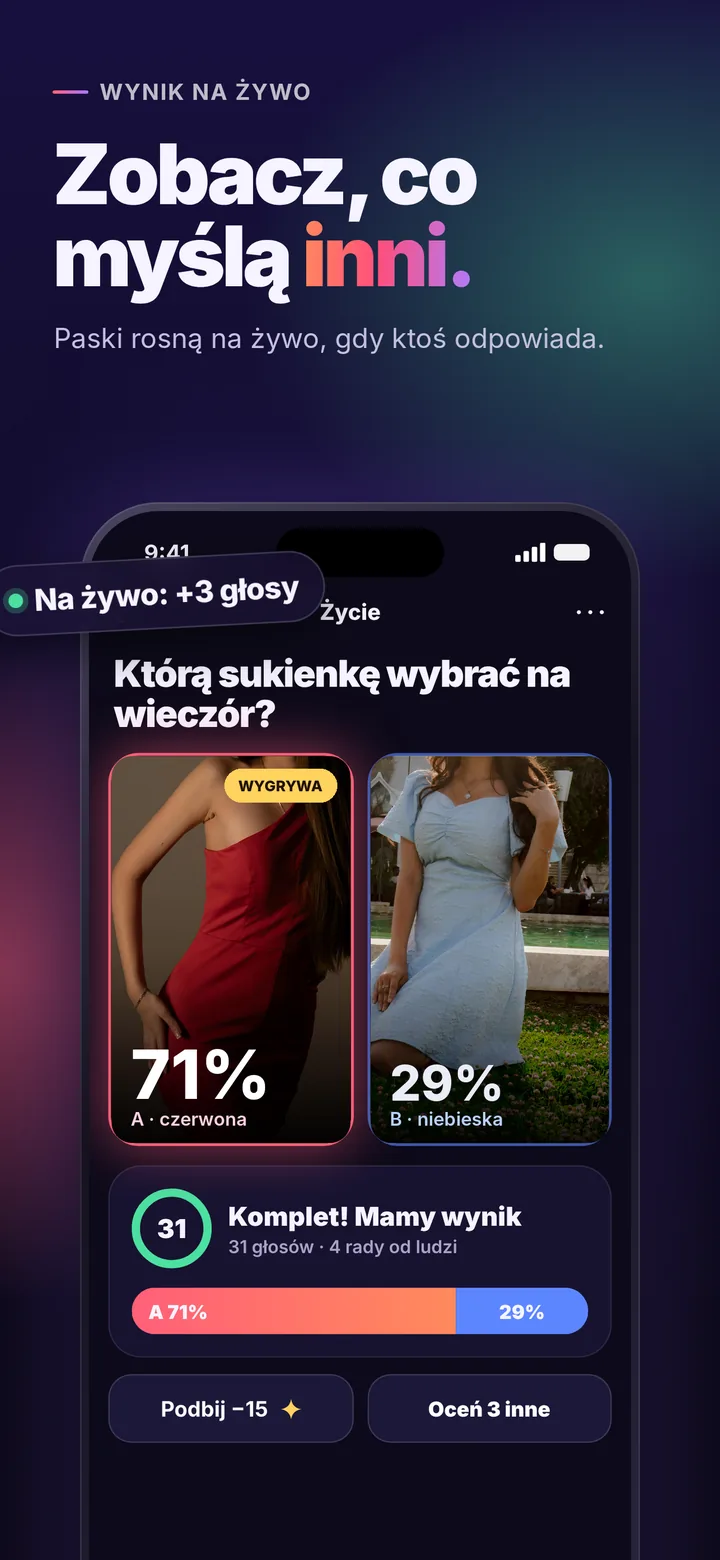 WYNIK NA ŻYWO
Zobacz, co
myślą inni.
Paski rosną na żywo, gdy ktoś odpowiada.
9:41
Na żywo: +3 głosy
Życie
Którą sukienkę wybrać na
wieczór?
WYGRYWA
71%
A · czerwona
29%
B · niebieska
31
Komplet! Mamy wynik
31 głosów · 4 rady od ludzi
A 71%
29%
Podbij −15
Oceń 3 inne